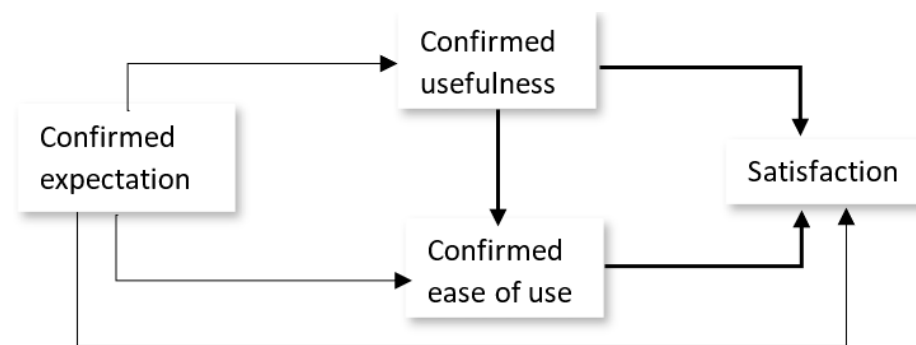 Confirmed
usefulness
Confirmed
expectation
Satisfaction
Confirmed
ease of use